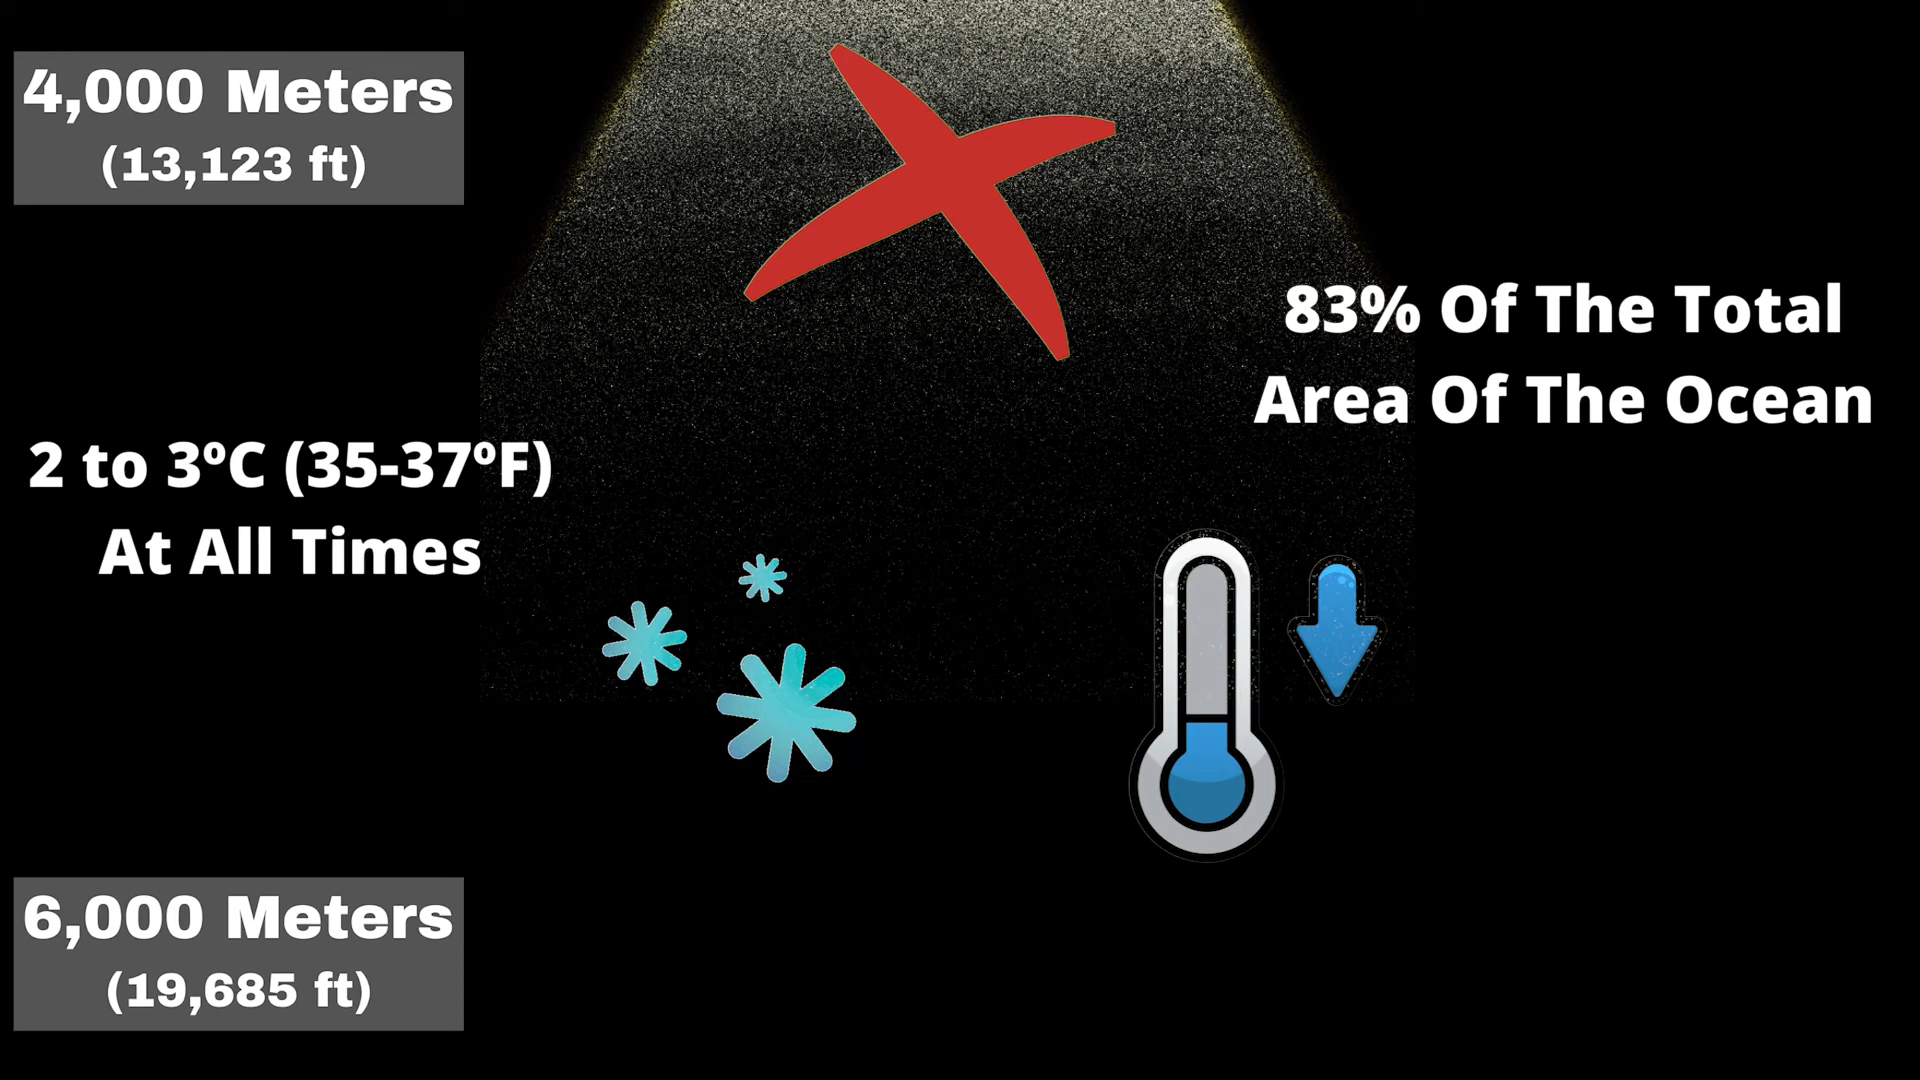 4,000 Meters
(13,123 ft)
83% Of The Total
Area Of The Ocean
2 to 3ºC (35-37ºF)
At All Times
6,000 Meters
(19,685 ft)